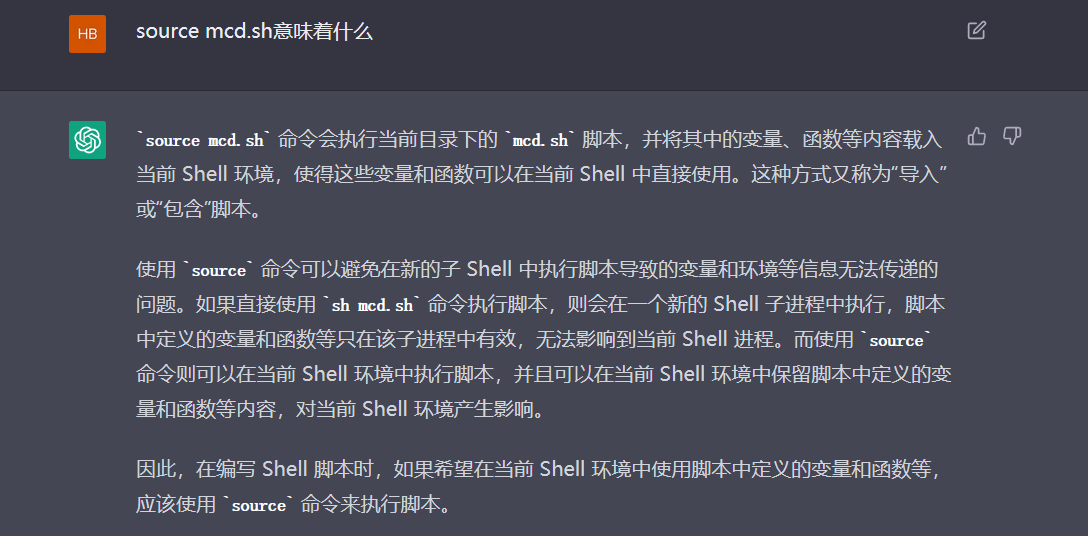 HB
source mcd.sh意味着什么
`source mcd.sh` 命令会执行当前目录下的 `mcd.sh` 脚本，并将其中的变量、函数等内容载入
当前 Shell 环境，使得这些变量和函数可以在当前 Shell 中直接使用。这种方式又称为“导入”
或“包含”脚本。
使用 `source` 命令可以避免在新的子 Shell 中执行脚本导致的变量和环境等信息无法传递的
问题。如果直接使用 `sh mcd.sh` 命令执行脚本，则会在一个新的 Shell 子进程中执行，脚本
中定义的变量和函数等只在该子进程中有效，无法影响到当前 Shell 进程。而使用 `source`
命令则可以在当前 Shell 环境中执行脚本，并且可以在当前 Shell 环境中保留脚本中定义的变
量和函数等内容，对当前 Shell 环境产生影响。
因此，在编写 Shell 脚本时，如果希望在当前 Shell 环境中使用脚本中定义的变量和函数等，
应该使用 `source` 命令来执行脚本。